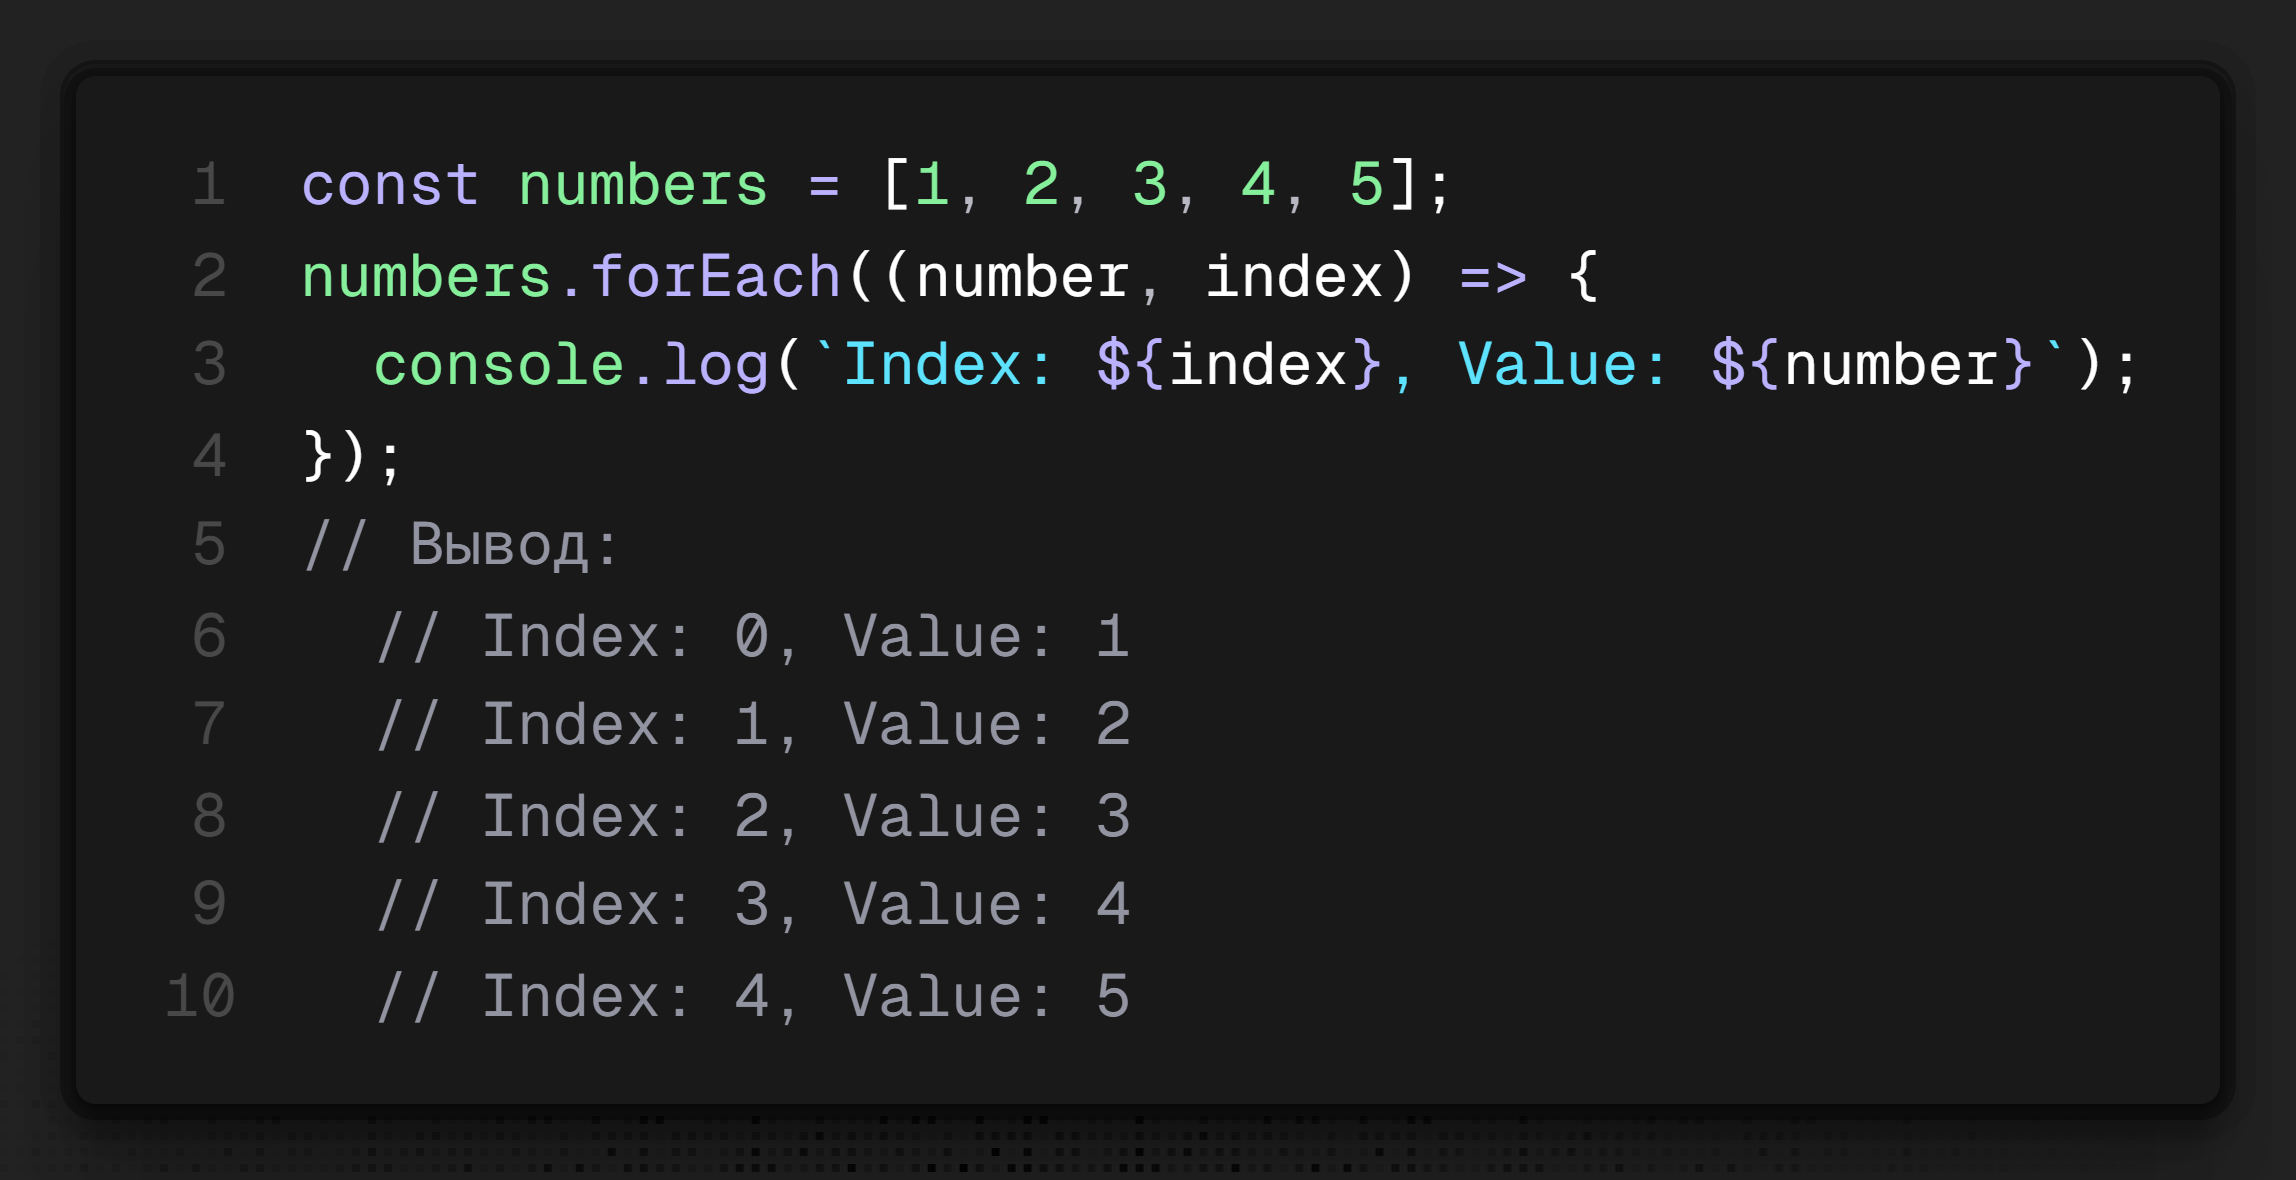 1 const numbers = [1, 2, 3, 4, 5];
2 numbers.forEach((number, index) => {
3   console.log(`Index: ${index}, Value: ${number}`);
4 });
5 // Вывод:
6   // Index: 0, Value: 1
7   // Index: 1, Value: 2
8   // Index: 2, Value: 3
9   // Index: 3, Value: 4
10   // Index: 4, Value: 5